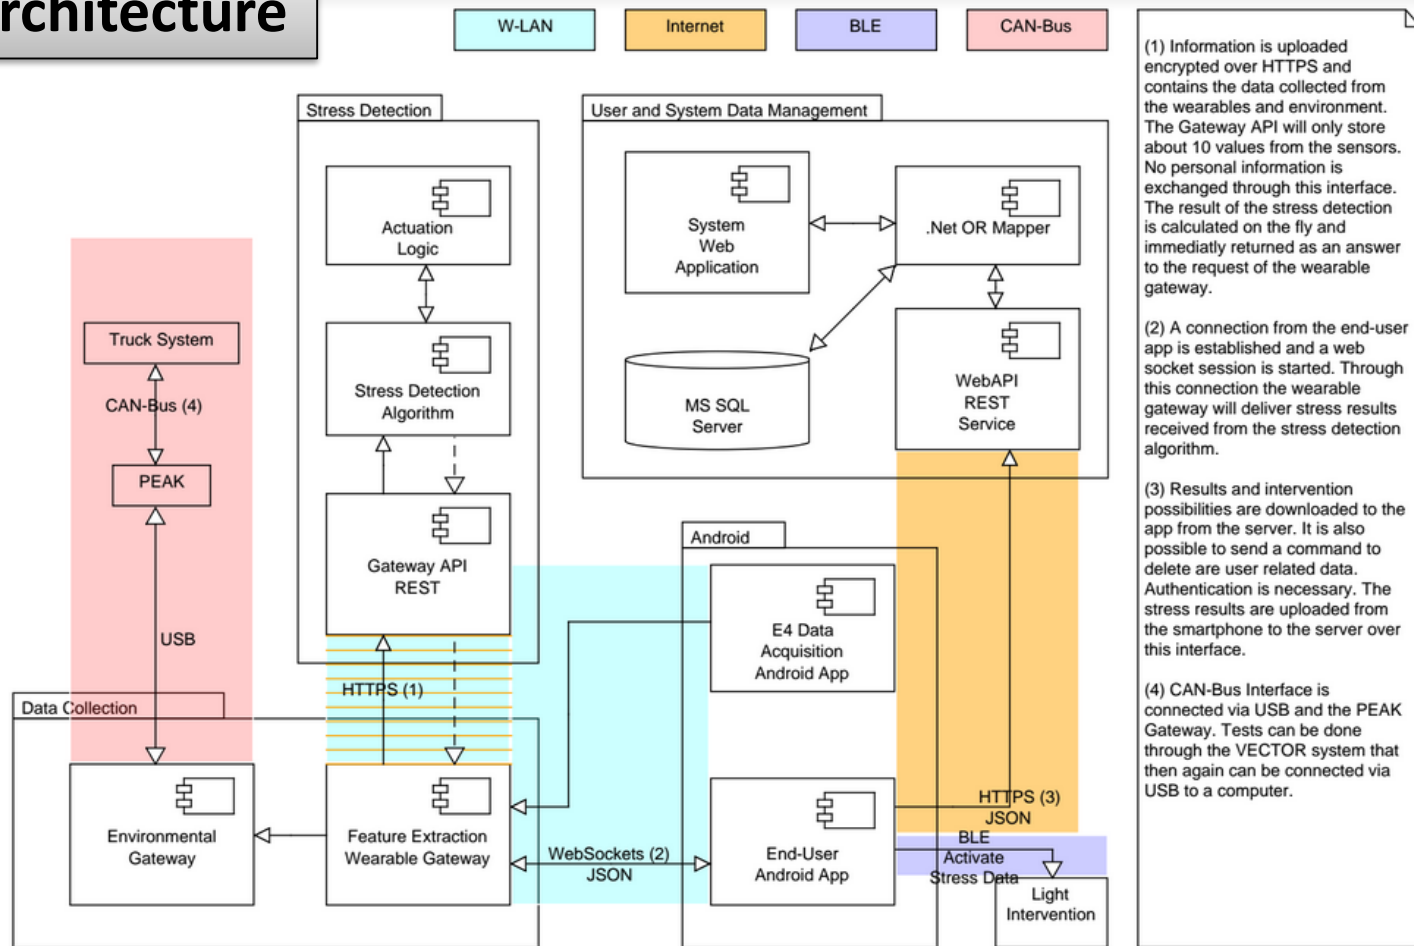 rchitecture
W-LAN
Internet
BLE
CAN-Bus
Stress Detection
Actuation
Logic
Stress Detection
Algorithm
Gateway API
REST
User and System Data Management
System
Web
Application
.Net OR Mapper
MS SQL
Server
WebAPI
REST
Service
Truck System
CAN-Bus (4)
PEAK
USB
HTTPS (1)
Data Collection
Environmental
Gateway
Feature Extraction
Wearable Gateway
WebSockets (2)
JSON
Android
E4 Data
Acquisition
Android App
End-User
Android App
HTTPS (3)
JSON
BLE
Activate
Stress Data
Light
Intervention
(1) Information is uploaded
encrypted over HTTPS and
contains the data collected from
the wearables and environment.
The Gateway API will only store
about 10 values from the sensors.
No personal information is
exchanged through this interface.
The result of the stress detection
is calculated on the fly and
immediatly returned as an answer
to the request of the wearable
gateway.
(2) A connection from the end-user
app is established and a web
socket session is started. Through
this connection the wearable
gateway will deliver stress results
received from the stress detection
algorithm.
(3) Results and intervention
possibilities are downloaded to the
app from the server. It is also
possible to send a command to
delete are user related data.
Authentication is necessary. The
stress results are uploaded from
the smartphone to the server over
this interface.
(4) CAN-Bus Interface is
connected via USB and the PEAK
Gateway. Tests can be done
through the VECTOR system that
then again can be connected via
USB to a computer.